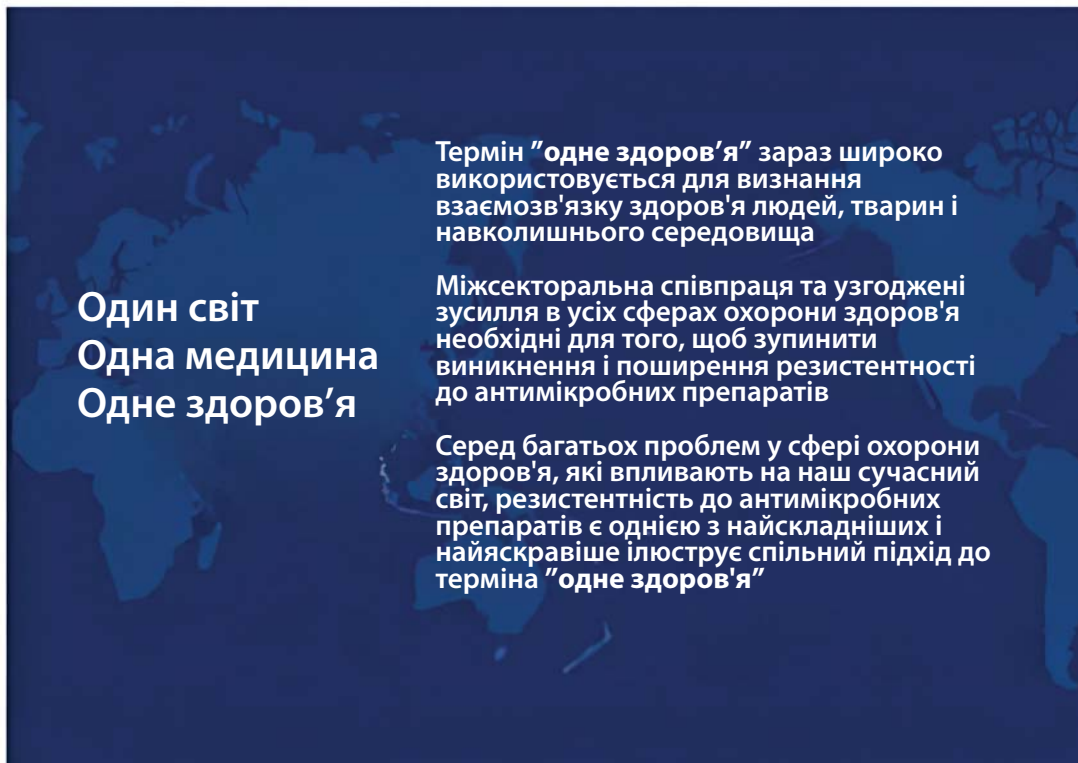 Один світ
Одна медицина
Одне здоров’я
Термін ”одне здоров’я” зараз широко
використовується для визнання
взаємозв'язку здоров'я людей, тварин і
навколишнього середовища
Міжсекторальна співпраця та узгоджені
зусилля в усіх сферах охорони здоров'я
необхідні для того, щоб зупинити
виникнення і поширення резистентності
до антимікробних препаратів
Серед багатьох проблем у сфері охорони
здоров'я, які впливають на наш сучасний
світ, резистентність до антимікробних
препаратів є однією з найскладніших і
найяскравіше ілюструє спільний підхід до
терміна ”одне здоров'я”